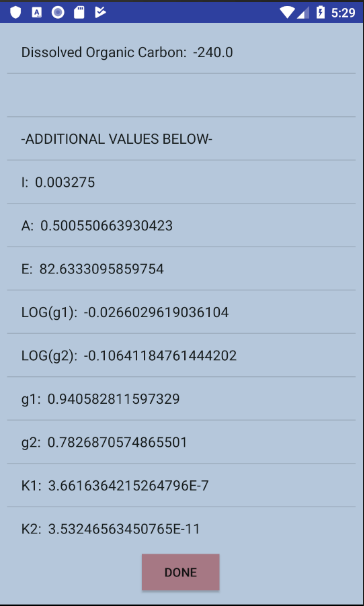 5:29
Dissolved Organic Carbon: -240.0
-ADDITIONAL VALUES BELOW-
I: 0.003275
A: 0.500550663930423
E: 82.6333095859754
LOG(g1): -0.0266029619036104
LOG(g2): -0.10641184761444202
g1: 0.940582811597329
g2: 0.7826870574865501
K1: 3.6616364215264796E-7
K2: 3.53246563450765E-11
DONE